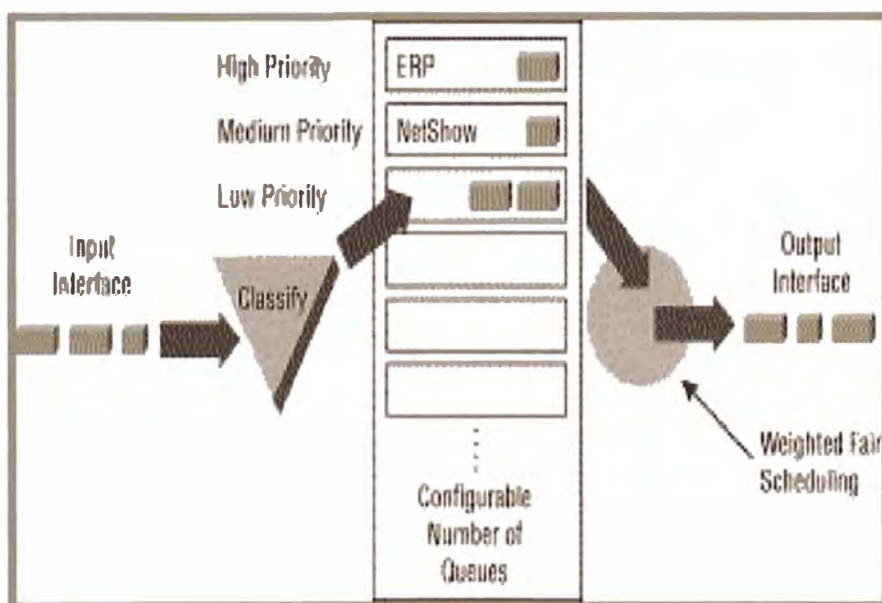 High Priority
ERP
Medium Priority
NetShow
Low Priority
Input
Interface
Classify
Output
Interface
Weighted Fair
Scheduling
Configurable
Number of
Queues